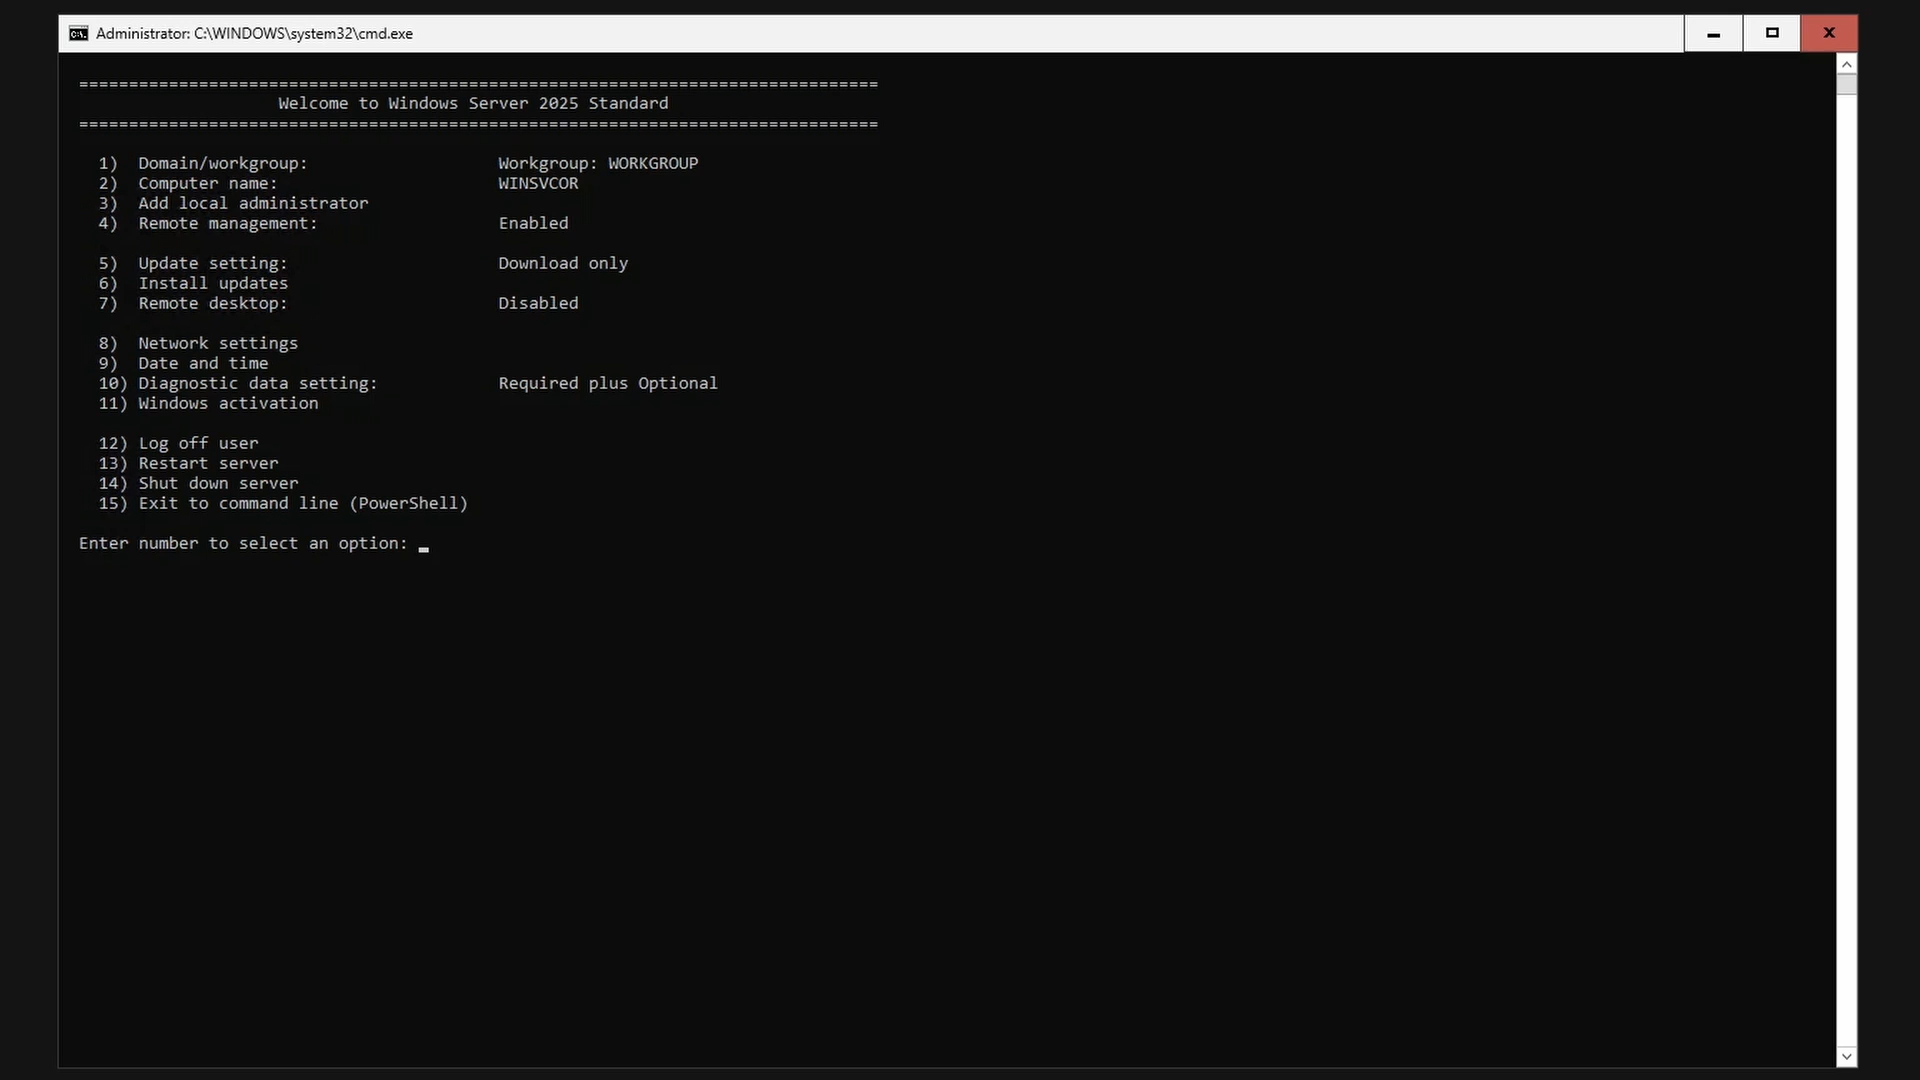 Administrator: C:\WINDOWS\system32\cmd.exe
================================================================================
Welcome to Windows Server 2025 Standard
================================================================================
1) Domain/workgroup: Workgroup: WORKGROUP
2) Computer name: WINSVCOR
3) Add local administrator
4) Remote management: Enabled
5) Update setting: Download only
6) Install updates
7) Remote desktop: Disabled
8) Network settings
9) Date and time
10) Diagnostic data setting: Required plus Optional
11) Windows activation
12) Log off user
13) Restart server
14) Shut down server
15) Exit to command line (PowerShell)
Enter number to select an option: